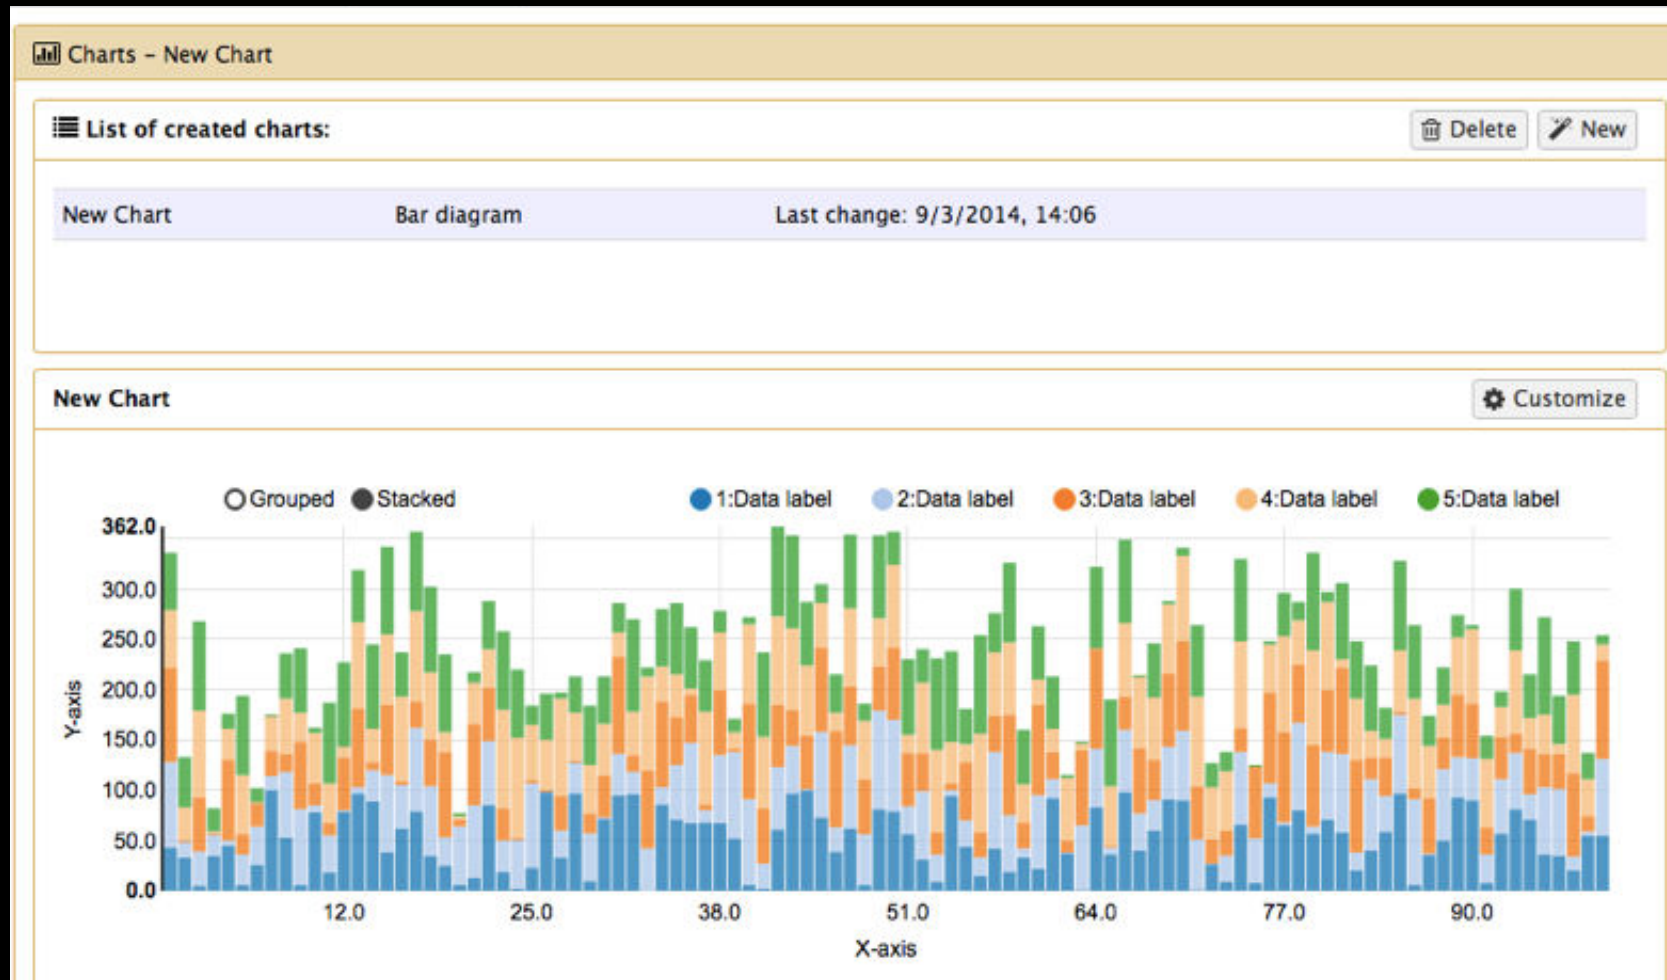 Charts – New Chart
List of created charts: Delete New
New Chart Bar diagram Last change: 9/3/2014, 14:06
New Chart Customize
Grouped Stacked 1:Data label 2:Data label 3:Data label 4:Data label 5:Data label
362.0
300.0
250.0
200.0
150.0
100.0
50.0
0.0
Y-axis
12.0 25.0 38.0 51.0 64.0 77.0 90.0
X-axis